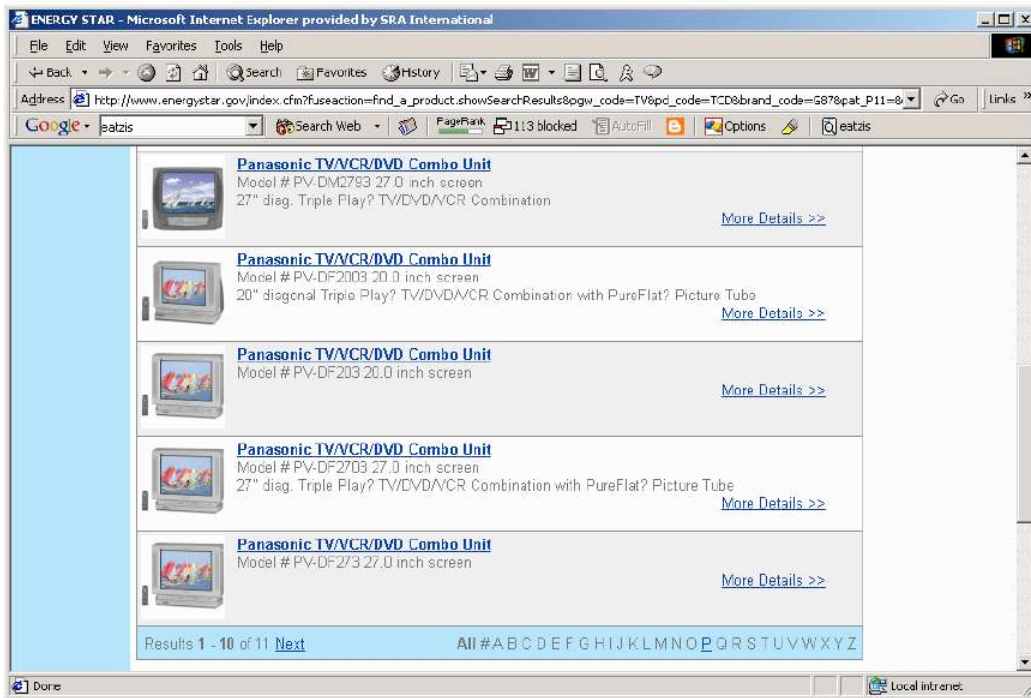 ENERGY STAR - Microsoft Internet Explorer provided by SRA International
File Edit View Favorites Tools Help
Back Search Favorites History
Address http://www.energystar.gov/index.cfm?fuseaction=find_a_product.showSearchResults&pgw_code=TV&pd_code=TCD&brand_code=G87&pat_P11=& Go Links »
Google eatzis Search Web PageRank 113 blocked AutoFill Options eatzis
Panasonic TV/VCR/DVD Combo Unit
Model # PV-DM2793 27.0 inch screen
27" diag. Triple Play? TV/DVD/VCR Combination
More Details >>
Panasonic TV/VCR/DVD Combo Unit
Model # PV-DF2003 20.0 inch screen
20" diagonal Triple Play? TV/DVD/VCR Combination with PureFlat? Picture Tube
More Details >>
Panasonic TV/VCR/DVD Combo Unit
Model # PV-DF203 20.0 inch screen
More Details >>
Panasonic TV/VCR/DVD Combo Unit
Model # PV-DF2703 27.0 inch screen
27" diag. Triple Play? TV/DVD/VCR Combination with PureFlat? Picture Tube
More Details >>
Panasonic TV/VCR/DVD Combo Unit
Model # PV-DF273 27.0 inch screen
More Details >>
Results 1 - 10 of 11 Next All # A B C D E F G H I J K L M N O P Q R S T U V W X Y Z
Done Local intranet